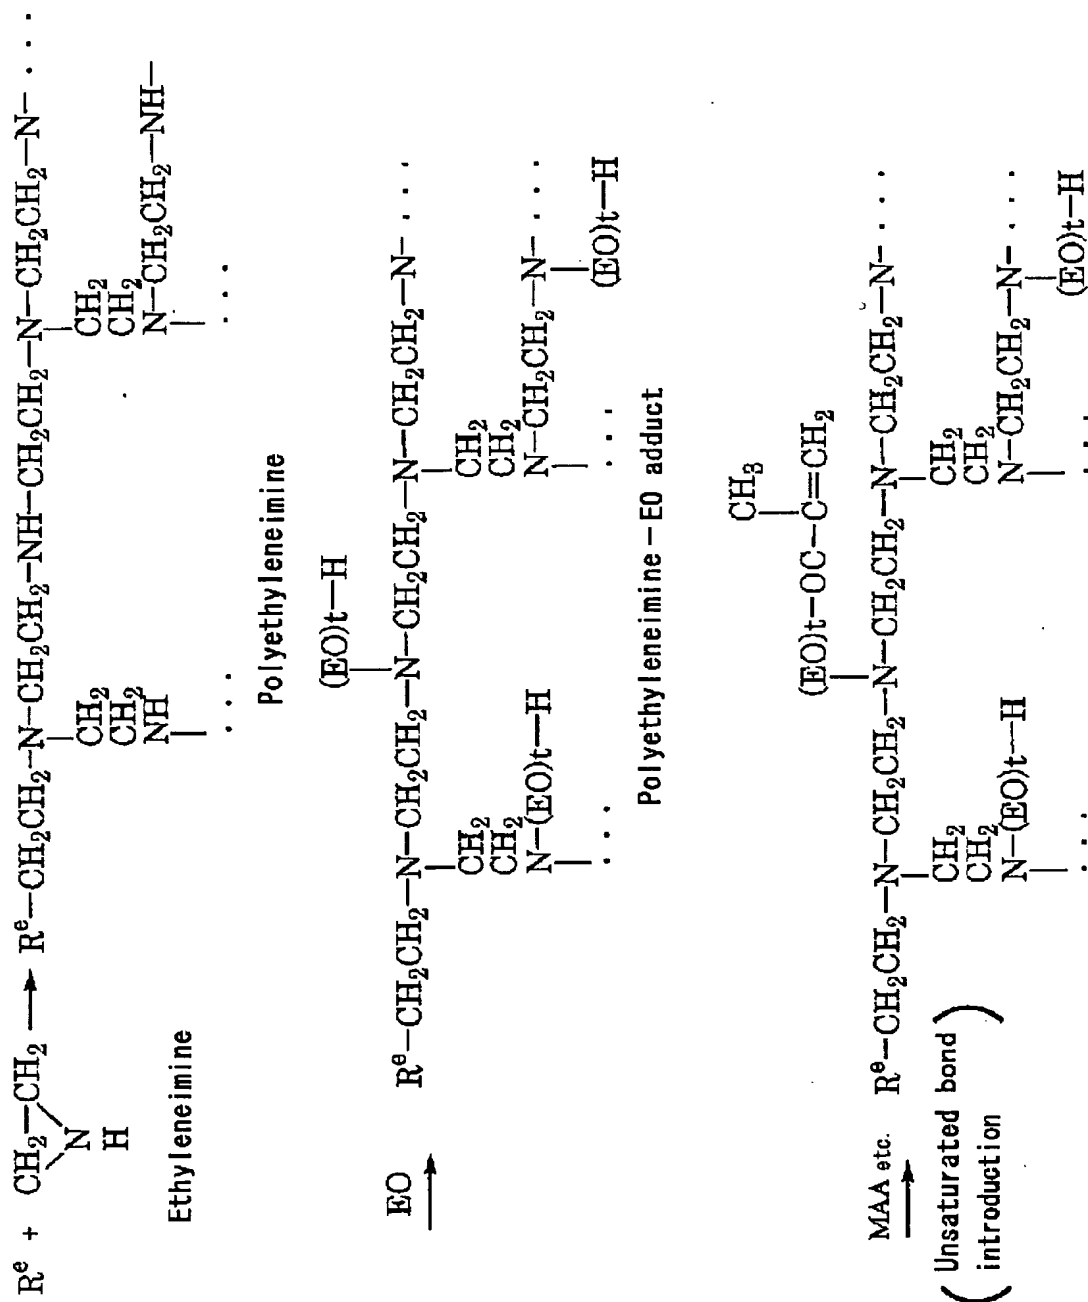 Rᵉ + CH₂—CH₂ ⟶ Rᵉ—CH₂CH₂—N—CH₂CH₂—NH—CH₂CH₂—N—CH₂CH₂—N— · · ·
N
H
CH₂
CH₂
NH
· · ·
CH₂
CH₂
N—CH₂CH₂—NH—
· · ·
Ethyleneimine
Polyethyleneimine
EO
⟶
(EO)t—H
Rᵉ—CH₂CH₂—N—CH₂CH₂—N—CH₂CH₂—N—CH₂CH₂—N— · · ·
CH₂
CH₂
N—(EO)t—H
· · ·
CH₂
CH₂
N—CH₂CH₂—N— · · ·
(EO)t—H
· · ·
Polyethyleneimine—EO adduct
CH₃
(EO)t—OC—C=CH₂
MAA etc.
⟶
(Unsaturated bond
introduction)
Rᵉ—CH₂CH₂—N—CH₂CH₂—N—CH₂CH₂—N—CH₂CH₂—N— · · ·
CH₂
CH₂
N—(EO)t—H
· · ·
CH₂
CH₂
N—CH₂CH₂—N— · · ·
(EO)t—H
· · ·